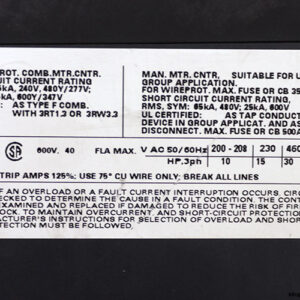 PROT. COMB.MTR.CNTR.
CUIT CURRENT RATING
5kA, 240V, 480Y/277V;
A, 600Y/347V
: AS TYPE F COMB.
WITH 3RT1.3 OR 3RW3.3
MAN. MTR. CNTR, SUITABLE FOR U
GROUP APPLICATION.
FOR WIREPROT. MAX. FUSE OR CB 35
SHORT CIRCUIT CURRENT RATING,
RMS, SYM: 65kA, 480V; 25kA, 600V
UL CERTIFIED: AS TAP CONDUCT
DEVICE IN GROUP APPLICAT. AND AS
DISCONNECT. MAX. FUSE OR CB 500A
SA 600V. 40 FLA MAX. V AC 50/60Hz 200-208 230 460
HP.3ph 10 15 30
TRIP AMPS 125%: USE 75° CU WIRE ONLY; BREAK ALL LINES
IF AN OVERLOAD OR A FAULT CURRENT INTERRUPTION OCCURS, CIRC
CHECKED TO DETERMINE THE CAUSE IN A FAULT CONDITION. THE CURR
EXAMINED AND REPLACED IF DAMAGED TO REDUCE THE RISK OF FIR
OCK. TO MAINTAIN OVERCURRENT, AND SHORT-CIRCUIT PROTECTION
FACTURER'S INSTRUCTIONS FOR SELECTION OF OVERLOAD AND SHORT
PROTECTION MUST BE FOLLOWED.